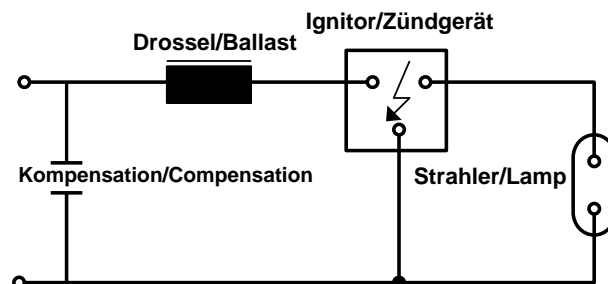 Ignitor/Zündgerät
Drossel/Ballast
Kompensation/Compensation
Strahler/Lamp